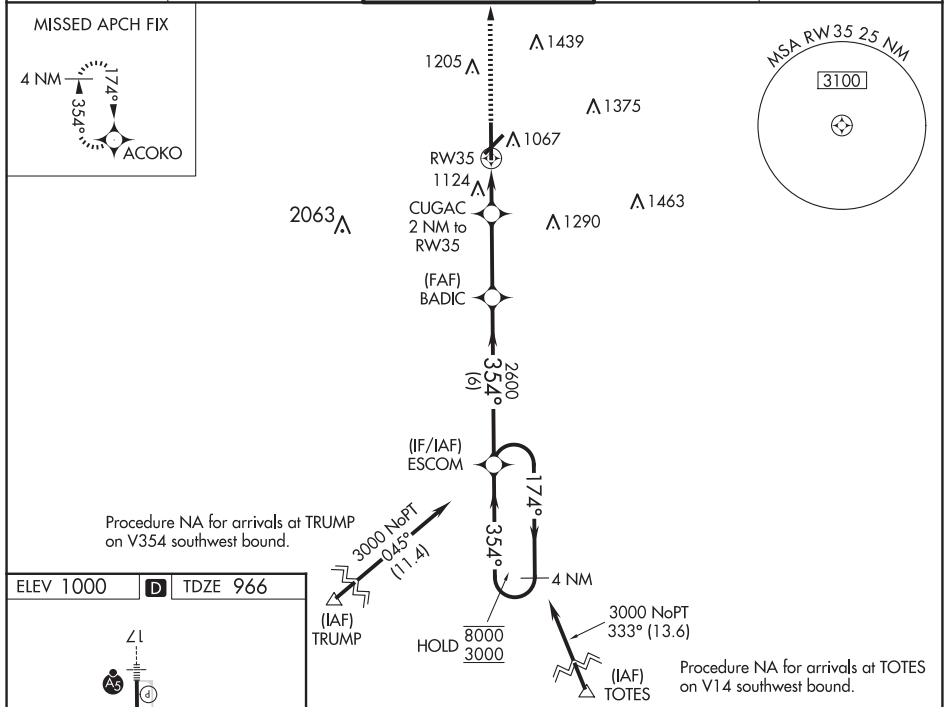 MISSED APCH FIX
4 NM
174°
354°
ACOKO
1439
1205
1375
1067
RW35
1124
CUGAC
2 NM to
RW35
2063
1290
1463
MSA RW 35 25 NM
3100
(FAF)
BADIC
2600
354°
(6)
(IF/IAF)
ESCOM
174°
354°
4 NM
HOLD 8000
3000
Procedure NA for arrivals at TRUMP
on V354 southwest bound.
3000 NoPT
045°
(11.4)
(IAF)
TRUMP
3000 NoPT
333° (13.6)
(IAF)
TOTES
Procedure NA for arrivals at TOTES
on V14 southwest bound.
ELEV 1000 D TDZE 966
17
A5
P